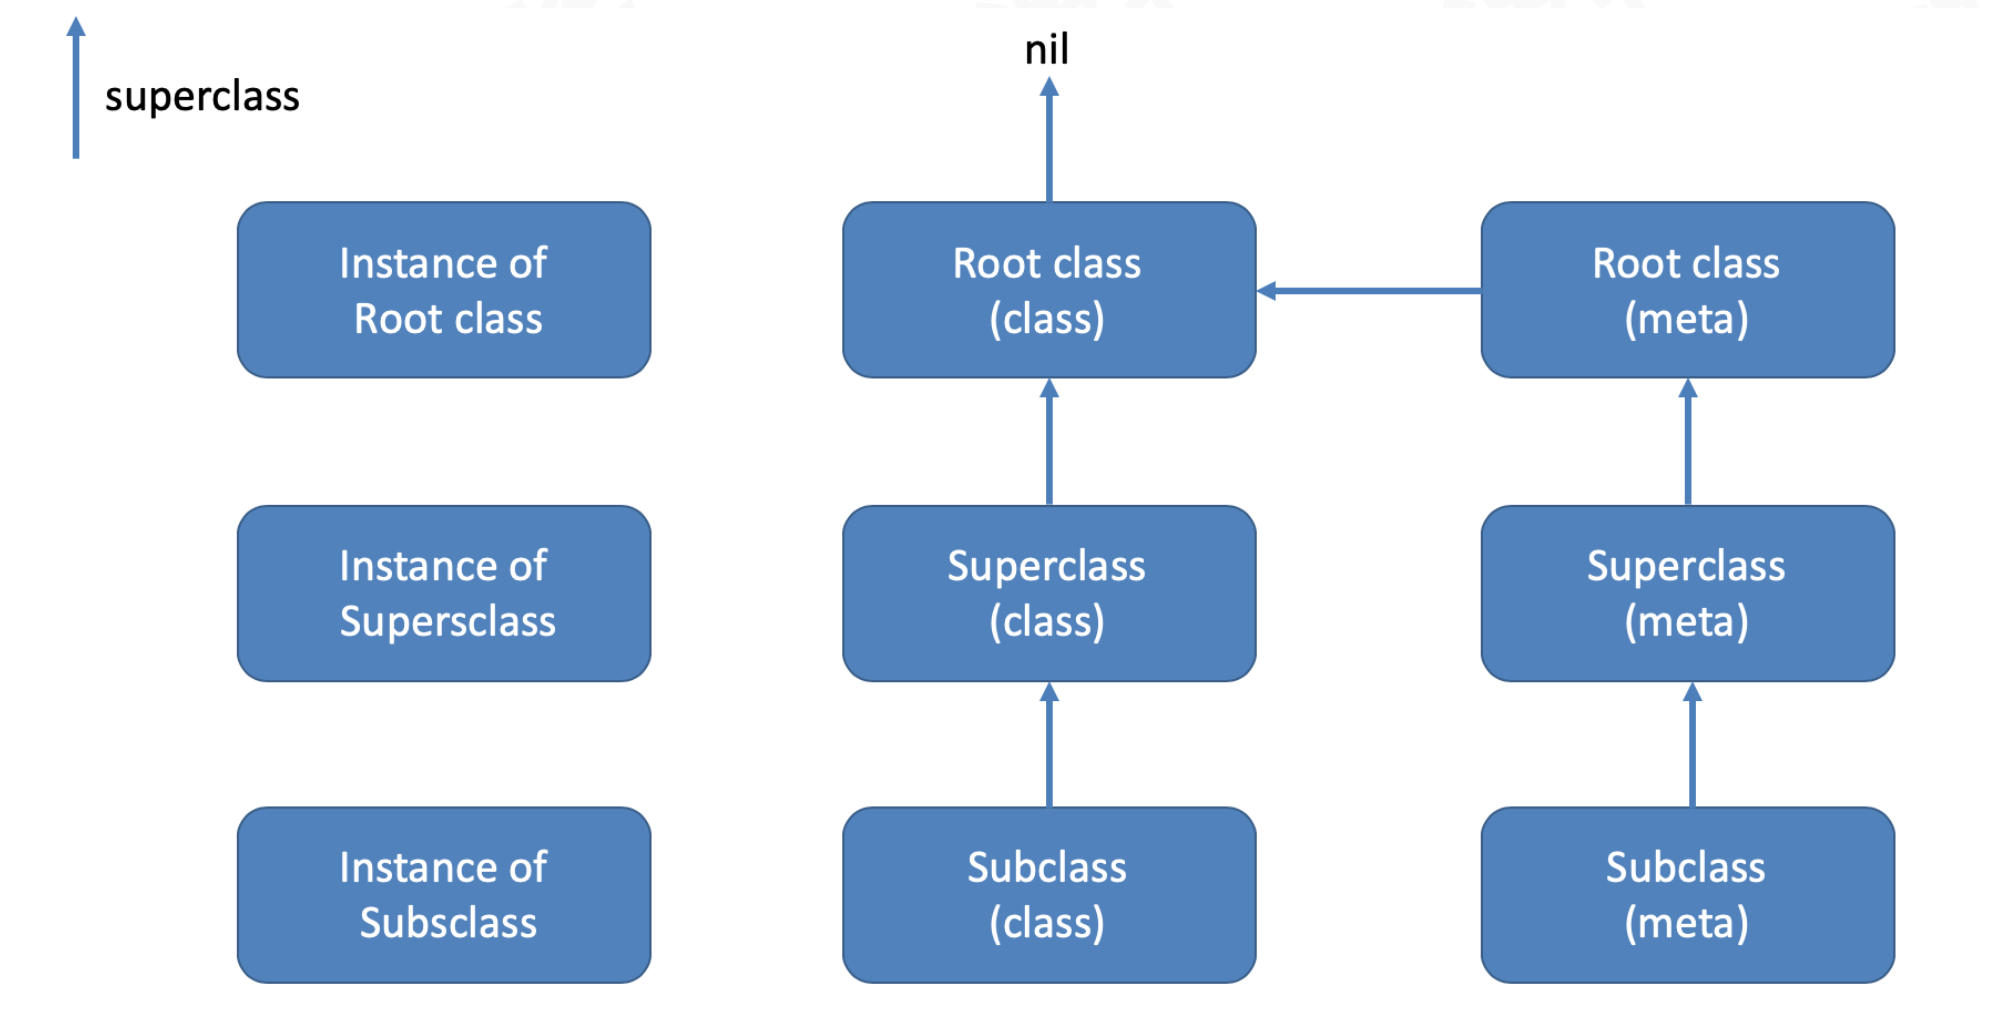 superclass
nil
Instance of
Root class
Root class
(class)
Root class
(meta)
Instance of
Supersclass
Superclass
(class)
Superclass
(meta)
Instance of
Subsclass
Subclass
(class)
Subclass
(meta)